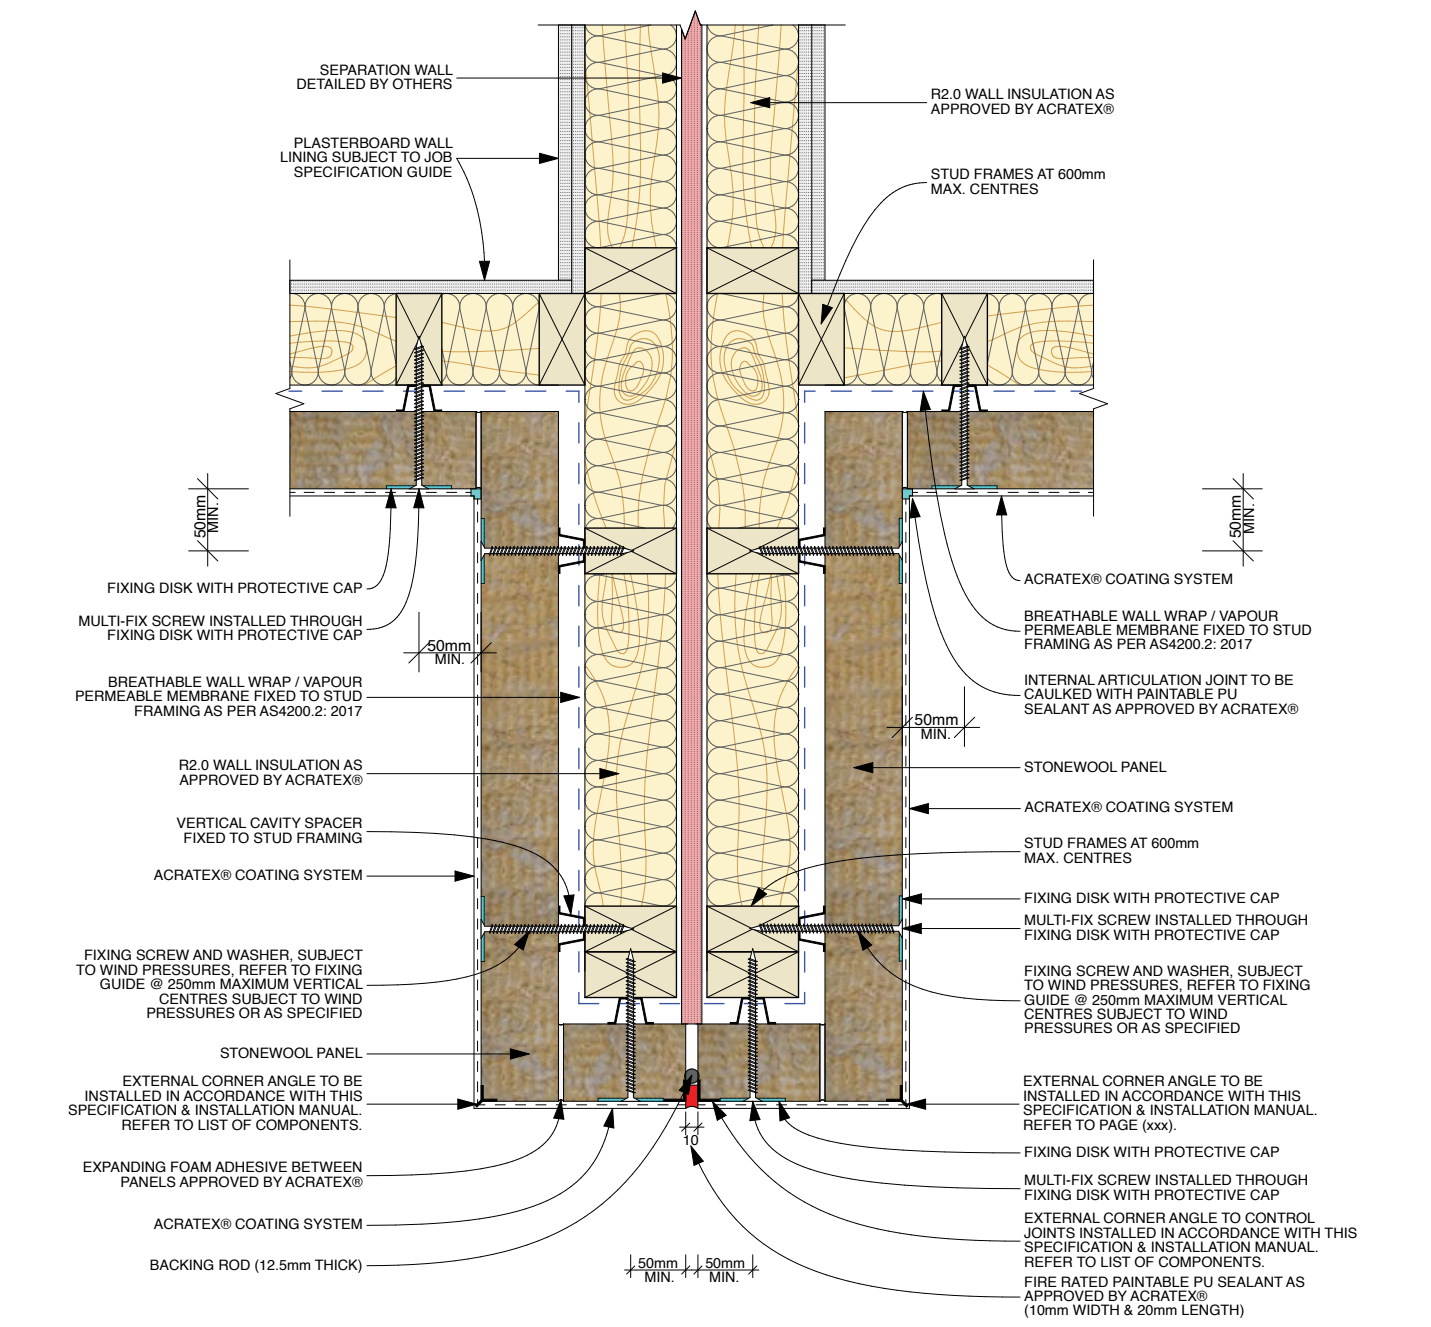 SEPARATION WALL
DETAILED BY OTHERS
PLASTERBOARD WALL
LINING SUBJECT TO JOB
SPECIFICATION GUIDE
R2.0 WALL INSULATION AS
APPROVED BY ACRATEX®
STUD FRAMES AT 600mm
MAX. CENTRES
50mm
MIN.
50mm
MIN.
FIXING DISK WITH PROTECTIVE CAP
MULTI-FIX SCREW INSTALLED THROUGH
FIXING DISK WITH PROTECTIVE CAP
50mm
MIN.
BREATHABLE WALL WRAP / VAPOUR
PERMEABLE MEMBRANE FIXED TO STUD
FRAMING AS PER AS4200.2: 2017
R2.0 WALL INSULATION AS
APPROVED BY ACRATEX®
VERTICAL CAVITY SPACER
FIXED TO STUD FRAMING
ACRATEX® COATING SYSTEM
FIXING SCREW AND WASHER, SUBJECT
TO WIND PRESSURES, REFER TO FIXING
GUIDE @ 250mm MAXIMUM VERTICAL
CENTRES SUBJECT TO WIND
PRESSURES OR AS SPECIFIED
STONEWOOL PANEL
EXTERNAL CORNER ANGLE TO BE
INSTALLED IN ACCORDANCE WITH THIS
SPECIFICATION & INSTALLATION MANUAL.
REFER TO LIST OF COMPONENTS.
EXPANDING FOAM ADHESIVE BETWEEN
PANELS APPROVED BY ACRATEX®
ACRATEX® COATING SYSTEM
BACKING ROD (12.5mm THICK)
ACRATEX® COATING SYSTEM
BREATHABLE WALL WRAP / VAPOUR
PERMEABLE MEMBRANE FIXED TO STUD
FRAMING AS PER AS4200.2: 2017
INTERNAL ARTICULATION JOINT TO BE
CAULKED WITH PAINTABLE PU
SEALANT AS APPROVED BY ACRATEX®
50mm
MIN.
STONEWOOL PANEL
ACRATEX® COATING SYSTEM
STUD FRAMES AT 600mm
MAX. CENTRES
FIXING DISK WITH PROTECTIVE CAP
MULTI-FIX SCREW INSTALLED THROUGH
FIXING DISK WITH PROTECTIVE CAP
FIXING SCREW AND WASHER, SUBJECT
TO WIND PRESSURES, REFER TO FIXING
GUIDE @ 250mm MAXIMUM VERTICAL
CENTRES SUBJECT TO WIND
PRESSURES OR AS SPECIFIED
EXTERNAL CORNER ANGLE TO BE
INSTALLED IN ACCORDANCE WITH THIS
SPECIFICATION & INSTALLATION MANUAL.
REFER TO PAGE (xxx).
FIXING DISK WITH PROTECTIVE CAP
MULTI-FIX SCREW INSTALLED THROUGH
FIXING DISK WITH PROTECTIVE CAP
EXTERNAL CORNER ANGLE TO CONTROL
JOINTS INSTALLED IN ACCORDANCE WITH THIS
SPECIFICATION & INSTALLATION MANUAL.
REFER TO LIST OF COMPONENTS.
FIRE RATED PAINTABLE PU SEALANT AS
APPROVED BY ACRATEX®
(10mm WIDTH & 20mm LENGTH)
10
50mm
MIN.
50mm
MIN.